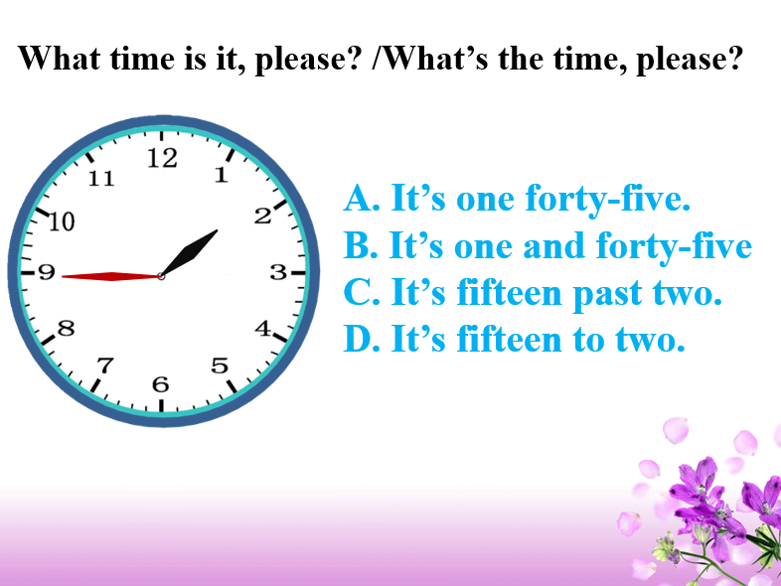 What time is it, please? /What’s the time, please?
12
11
1
10
2
9
3
8
4
7
5
6
A. It’s one forty-five.
B. It’s one and forty-five
C. It’s fifteen past two.
D. It’s fifteen to two.